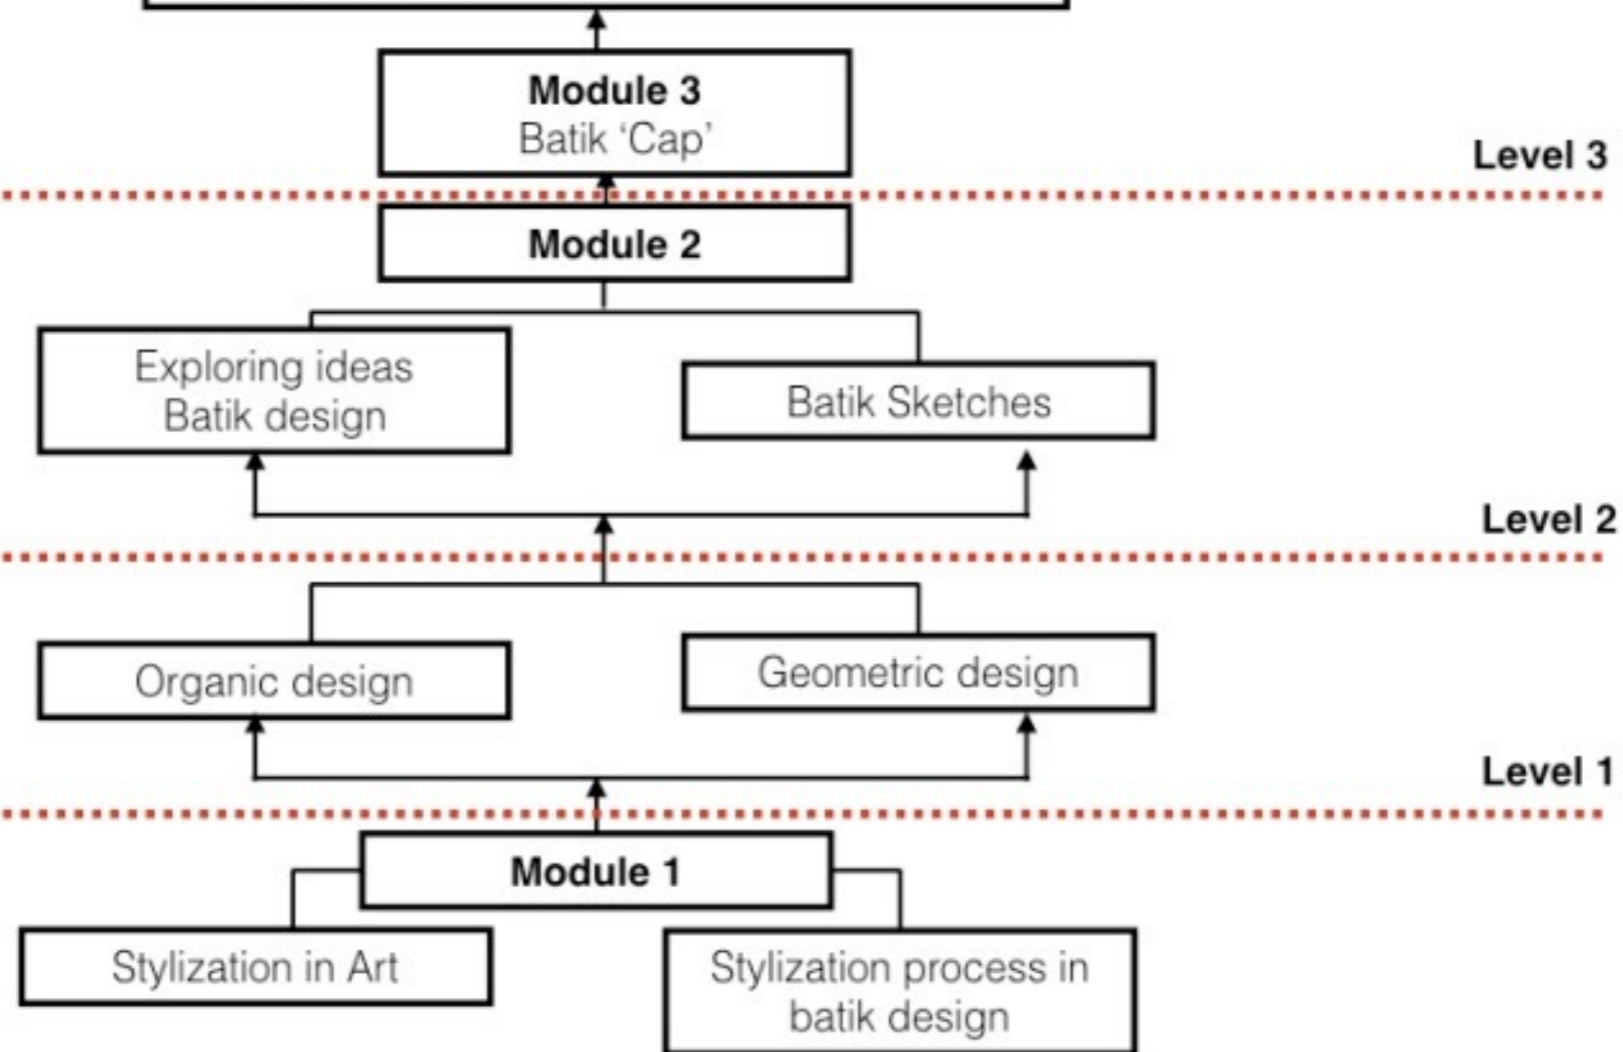 Module 3
Batik ‘Cap’
Level 3
Module 2
Exploring ideas
Batik design
Batik Sketches
Level 2
Organic design
Geometric design
Level 1
Module 1
Stylization in Art
Stylization process in
batik design